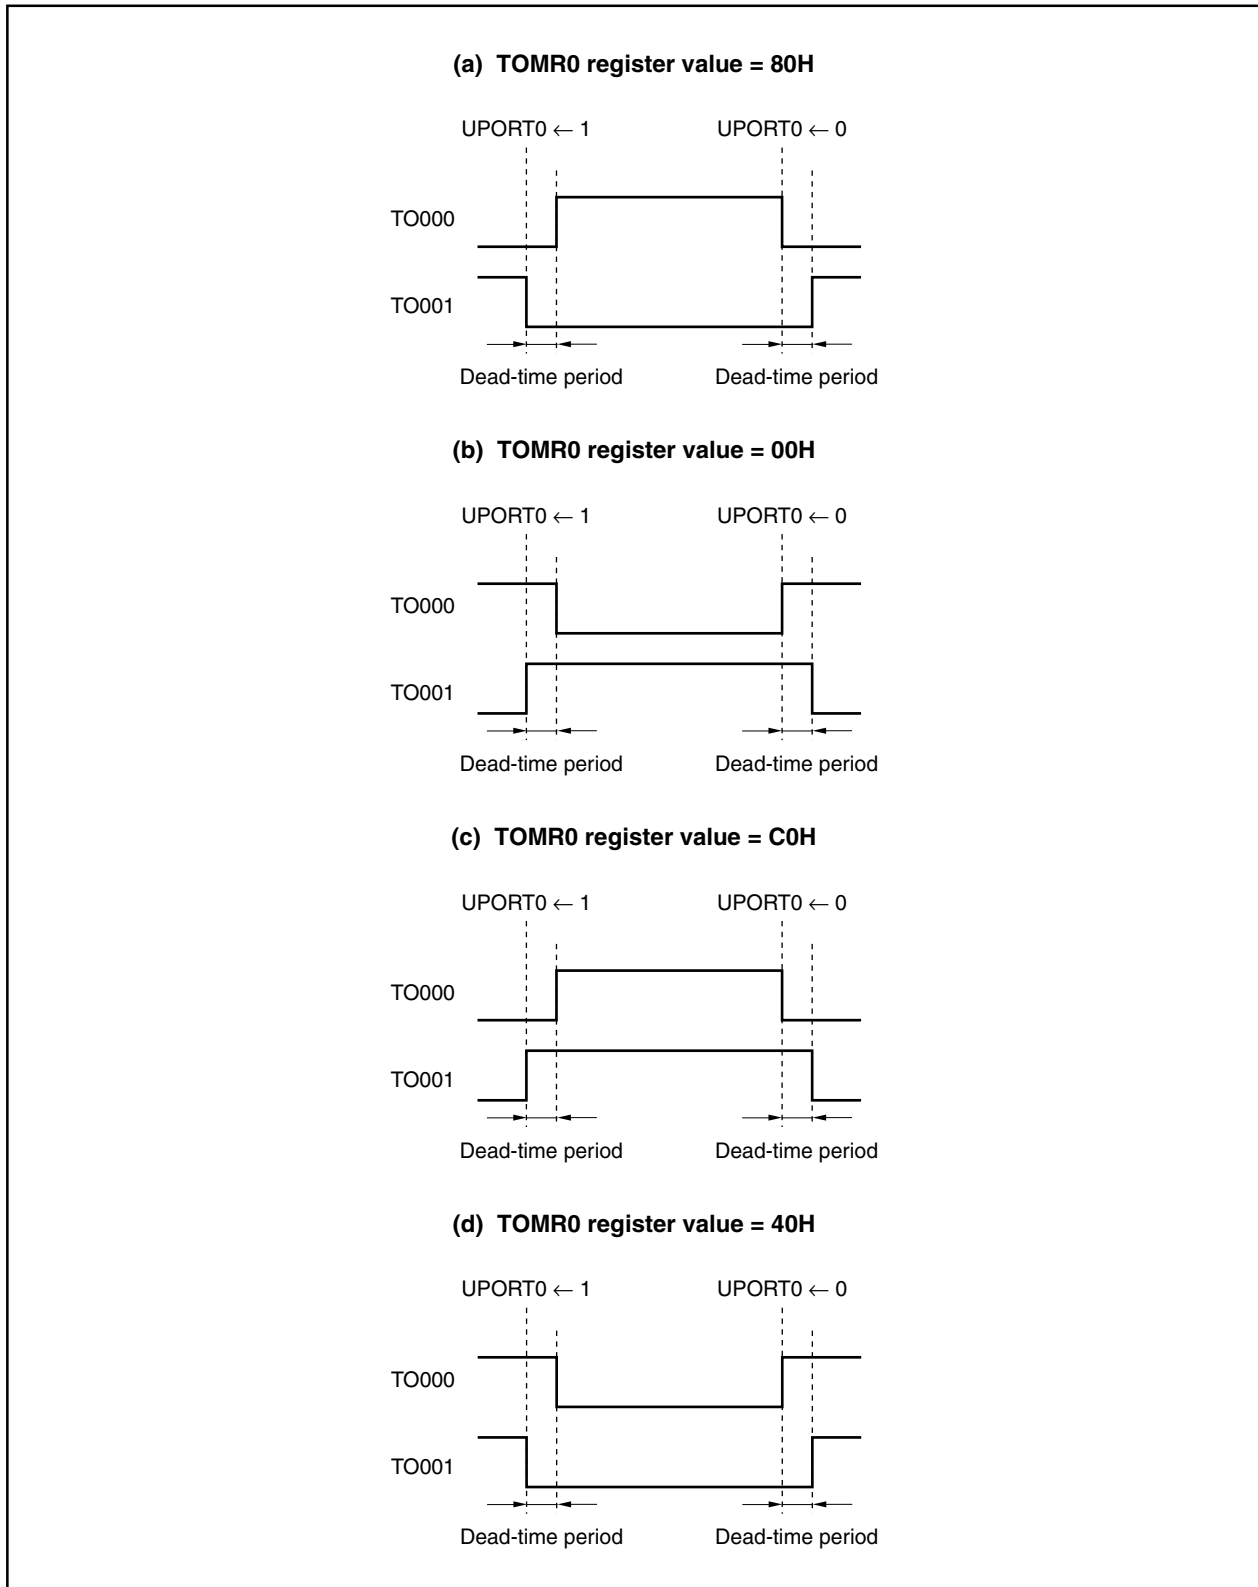 (a) TOMR0 register value = 80H
UPORT0 ← 1 UPORT0 ← 0
TO000
TO001
Dead-time period Dead-time period
(b) TOMR0 register value = 00H
UPORT0 ← 1 UPORT0 ← 0
TO000
TO001
Dead-time period Dead-time period
(c) TOMR0 register value = C0H
UPORT0 ← 1 UPORT0 ← 0
TO000
TO001
Dead-time period Dead-time period
(d) TOMR0 register value = 40H
UPORT0 ← 1 UPORT0 ← 0
TO000
TO001
Dead-time period Dead-time period